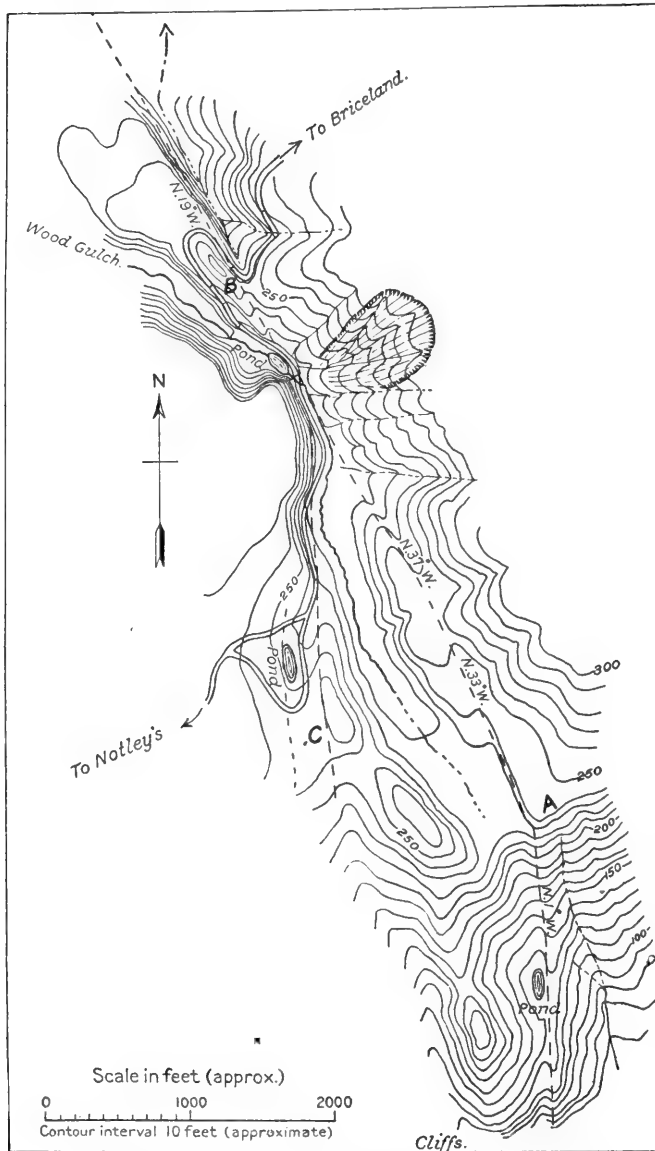 To Briceland.
N.19°W.
Wood Gulch.
B
250
Pond
N
N.37°W.
250
Pond
N.33°W.
300
To Notley's
C
250
A
250
200
N.1°W.
150
100
Pond
Scale in feet (approx.)
0 1000 2000
Contour interval 10 feet (approximate)
Cliffs.